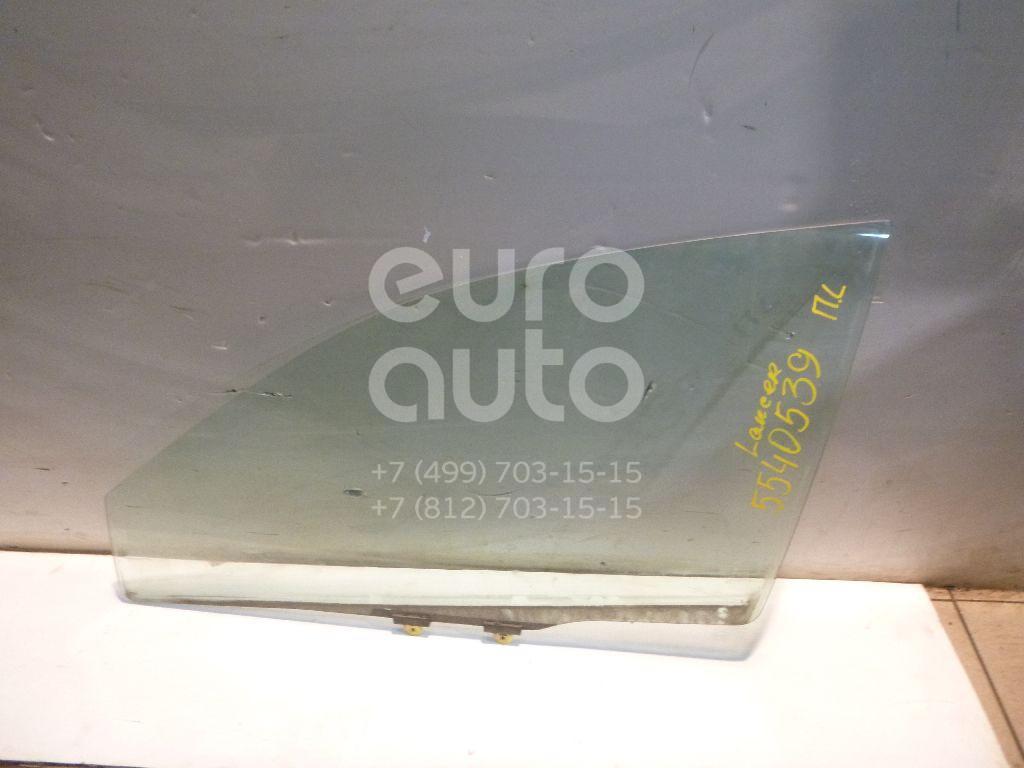 euro
auto
+7 (499) 703-15-15
+7 (812) 703-15-15
Lancer
5540539
П.L